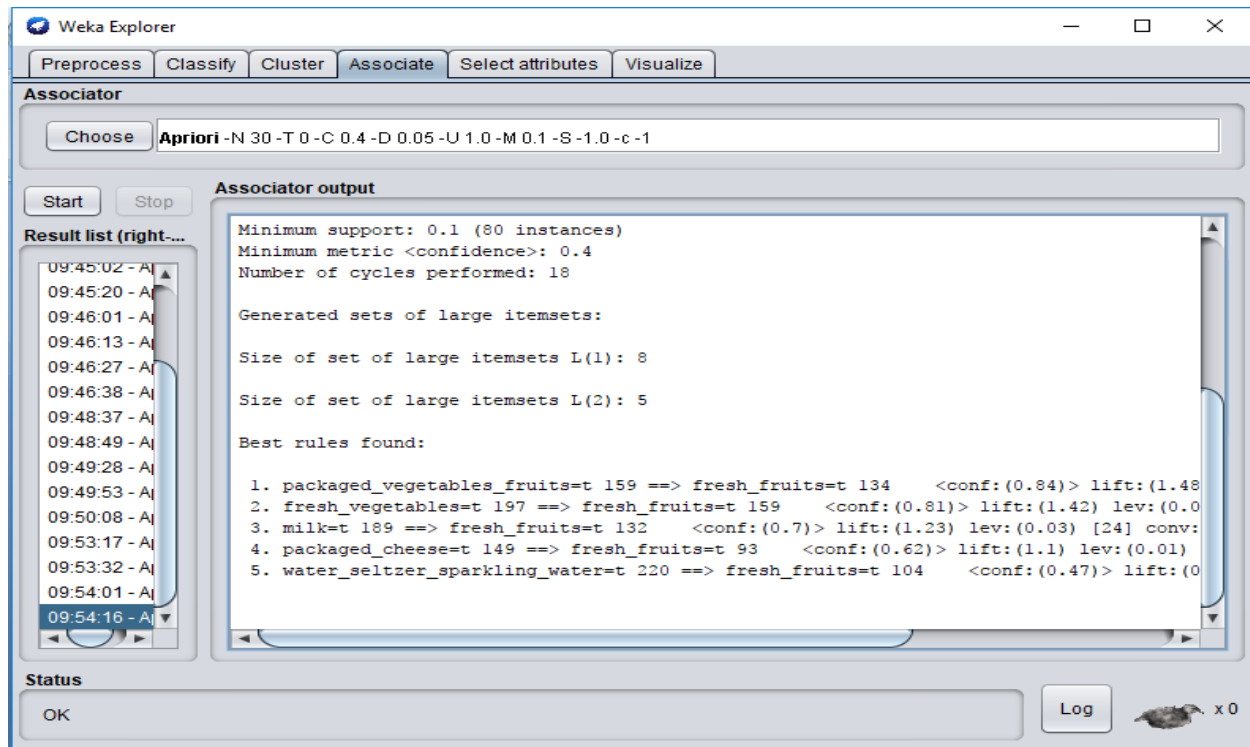 Weka Explorer
Preprocess Classify Cluster Associate Select attributes Visualize
Associator
Choose Apriori -N 30 -T 0 -C 0.4 -D 0.05 -U 1.0 -M 0.1 -S -1.0 -c -1
Start Stop
Result list (right-...
09:45:02 - A
09:45:20 - A
09:46:01 - A
09:46:13 - A
09:46:27 - A
09:46:38 - A
09:48:37 - A
09:48:49 - A
09:49:28 - A
09:49:53 - A
09:50:08 - A
09:53:17 - A
09:53:32 - A
09:54:01 - A
09:54:16 - A
Associator output
Minimum support: 0.1 (80 instances)
Minimum metric <confidence>: 0.4
Number of cycles performed: 18
Generated sets of large itemsets:
Size of set of large itemsets L(1): 8
Size of set of large itemsets L(2): 5
Best rules found:
1. packaged_vegetables_fruits=t 159 ==> fresh_fruits=t 134 <conf:(0.84)> lift:(1.48
2. fresh_vegetables=t 197 ==> fresh_fruits=t 159 <conf:(0.81)> lift:(1.42) lev:(0.0
3. milk=t 189 ==> fresh_fruits=t 132 <conf:(0.7)> lift:(1.23) lev:(0.03) [24] conv:
4. packaged_cheese=t 149 ==> fresh_fruits=t 93 <conf:(0.62)> lift:(1.1) lev:(0.01)
5. water_seltzer_sparkling_water=t 220 ==> fresh_fruits=t 104 <conf:(0.47)> lift:(0
Status
OK
Log
x 0